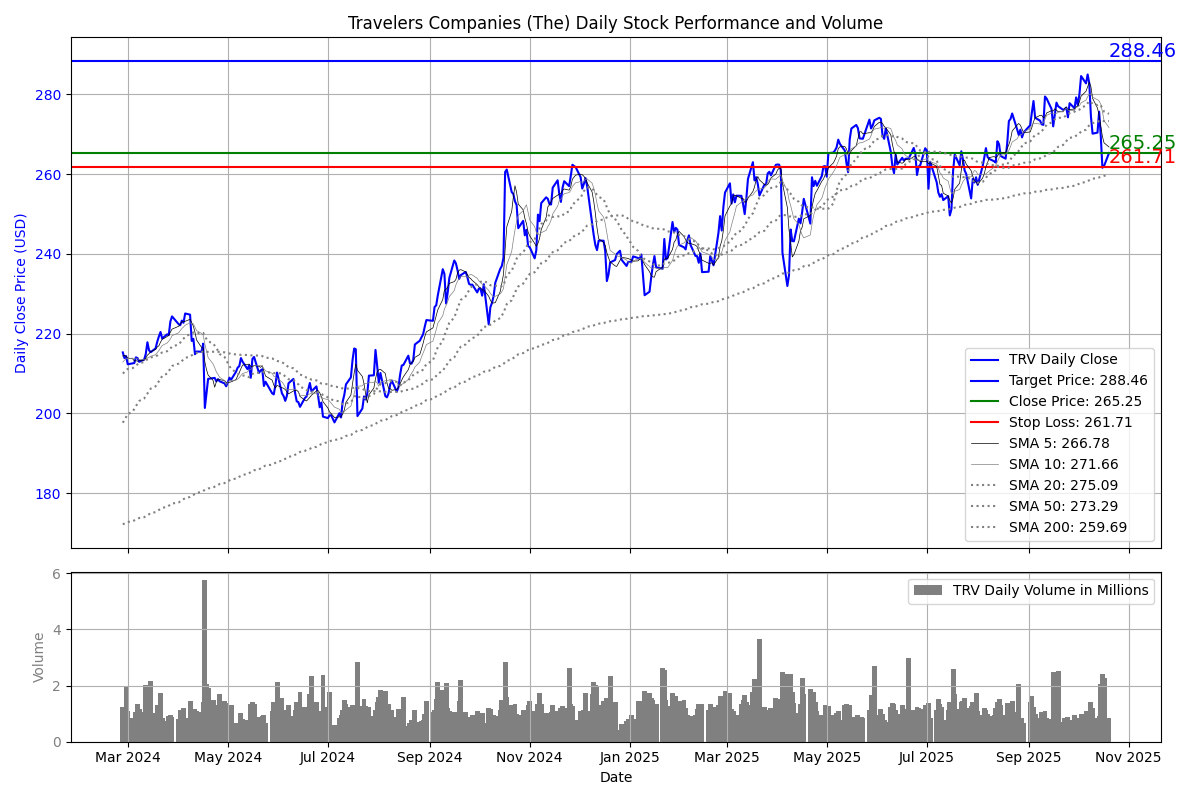 Travelers Companies (The) Daily Stock Performance and Volume
288.46
280
265.25
261.71
260
240
220
200
180
Daily Close Price (USD)
TRV Daily Close
Target Price: 288.46
Close Price: 265.25
Stop Loss: 261.71
SMA 5: 266.78
SMA 10: 271.66
SMA 20: 275.09
SMA 50: 273.29
SMA 200: 259.69
6
4
2
0
Volume
TRV Daily Volume in Millions
Mar 2024 May 2024 Jul 2024 Sep 2024 Nov 2024 Jan 2025 Mar 2025 May 2025 Jul 2025 Sep 2025 Nov 2025
Date